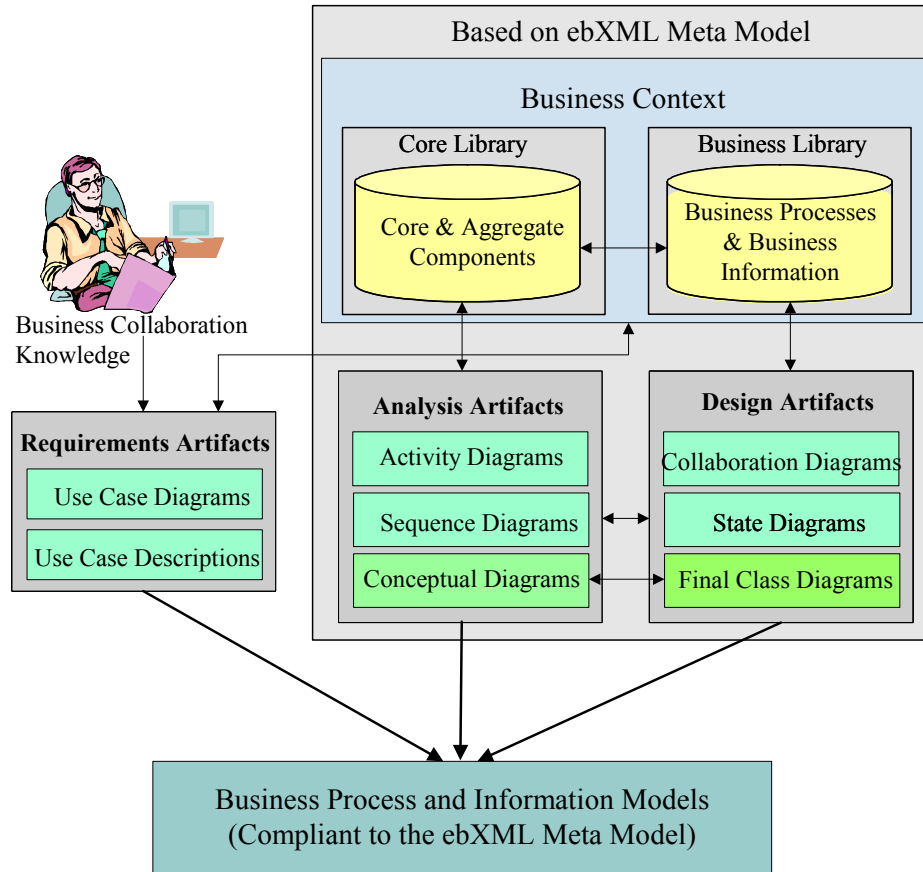 Based on ebXML Meta Model
Business Context
Core Library
Business Library
Core & Aggregate
Components
Business Processes
& Business
Information
Business Collaboration
Knowledge
Requirements Artifacts
Use Case Diagrams
Use Case Descriptions
Analysis Artifacts
Activity Diagrams
Sequence Diagrams
Conceptual Diagrams
Design Artifacts
Collaboration Diagrams
State Diagrams
Final Class Diagrams
Business Process and Information Models
(Compliant to the ebXML Meta Model)